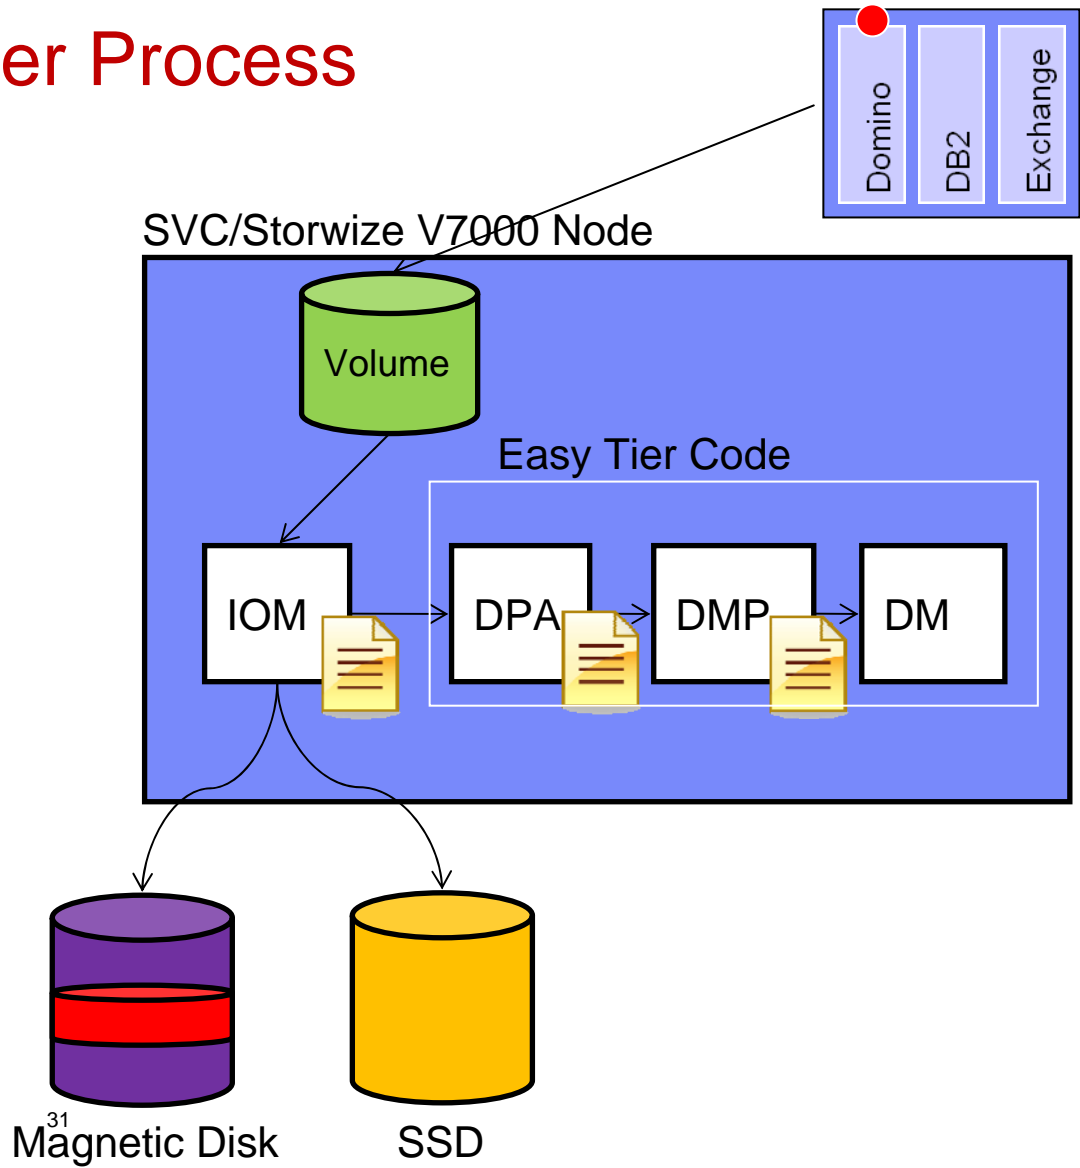 er Process
Domino
DB2
Exchange
SVC/Storwize V7000 Node
Volume
Easy Tier Code
IOM
DPA
DMP
DM
31
Magnetic Disk
SSD